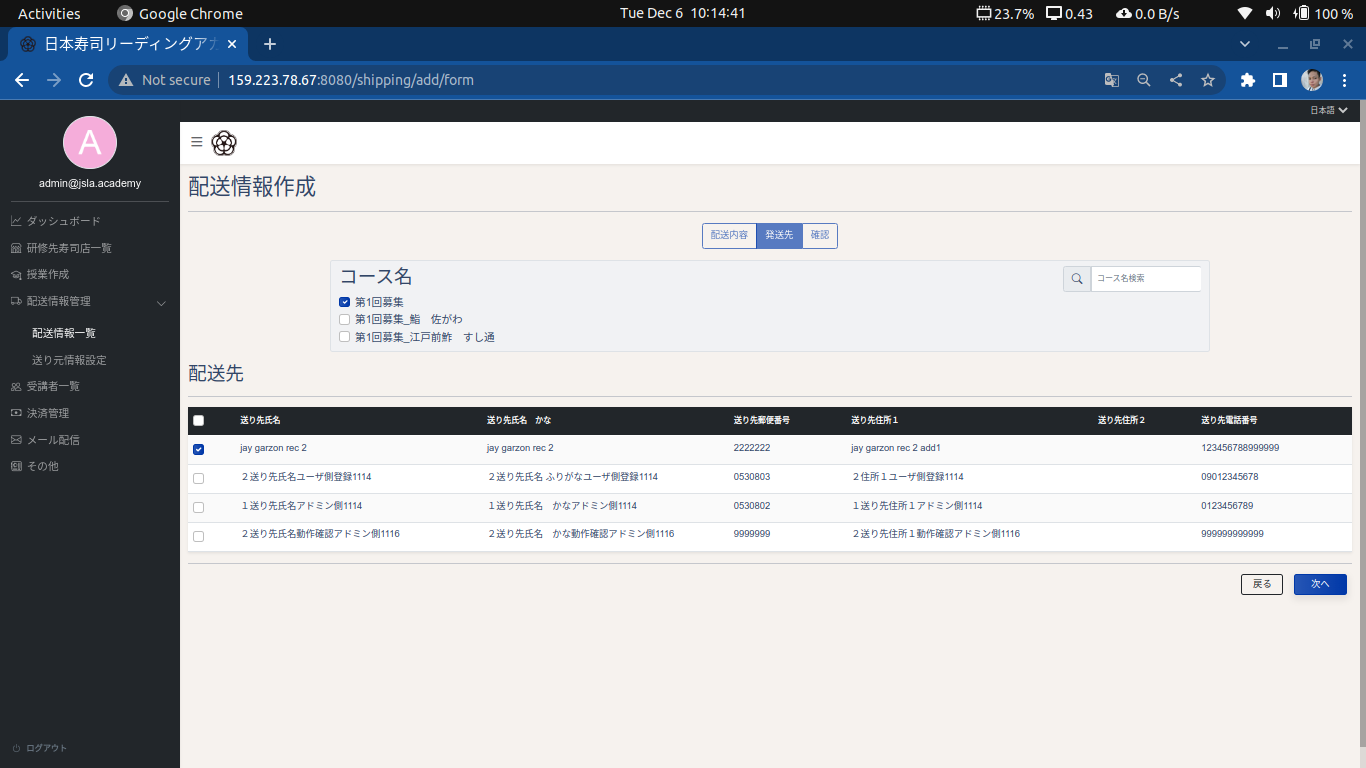 Activities Google Chrome Tue Dec 6 10:14:41 23.7% 0.43 0.0 B/s 100 %
日本寿司リーディングアカ
Not secure 159.223.78.67:8080/shipping/add/form
日本語
A
admin@jsla.academy
ダッシュボード
研修先寿司店一覧
授業作成
配送情報管理
配送情報一覧
送り元情報設定
受講者一覧
決済管理
メール配信
その他
ログアウト
配送情報作成
配送内容 発送先 確認
コース名 コース名検索
第1回募集
第1回募集_鮨　佐がわ
第1回募集_江戸前鮓　すし通
配送先
送り先氏名 送り先氏名　かな 送り先郵便番号 送り先住所１ 送り先住所２ 送り先電話番号
jay garzon rec 2 jay garzon rec 2 2222222 jay garzon rec 2 add1 123456788999999
２送り先氏名ユーザ側登録1114 ２送り先氏名 ふりがなユーザ側登録1114 0530803 ２住所１ユーザ側登録1114 09012345678
１送り先氏名アドミン側1114 １送り先氏名　かなアドミン側1114 0530802 １送り先住所１アドミン側1114 0123456789
２送り先氏名動作確認アドミン側1116 ２送り先氏名　かな動作確認アドミン側1116 9999999 ２送り先住所１動作確認アドミン側1116 999999999999
戻る 次へ